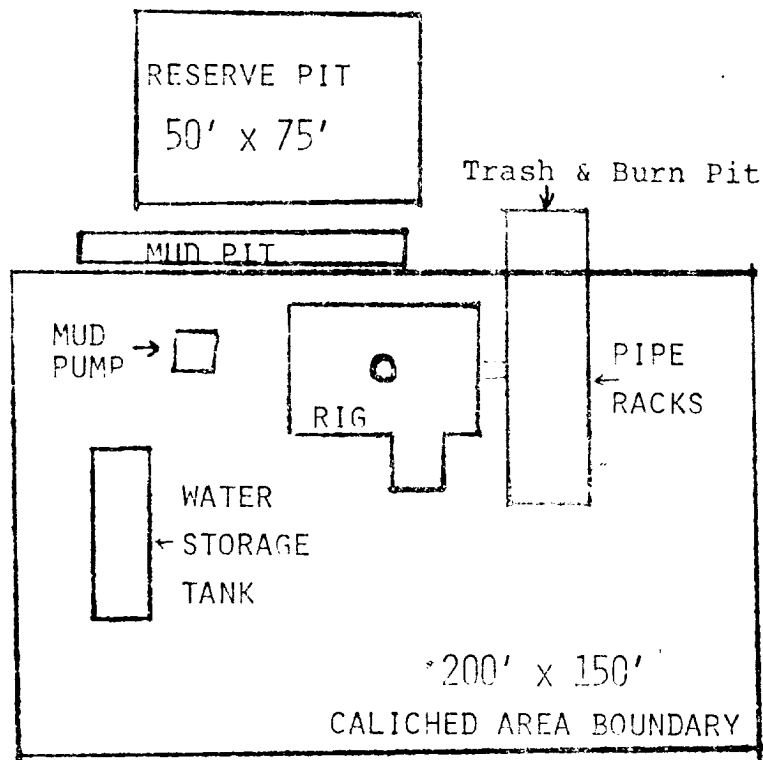 RESERVE PIT
50' x 75'
Trash & Burn Pit
MUD PIT
MUD
PUMP
RIG
PIPE
RACKS
WATER
STORAGE
TANK
200' x 150'
CALICHED AREA BOUNDARY